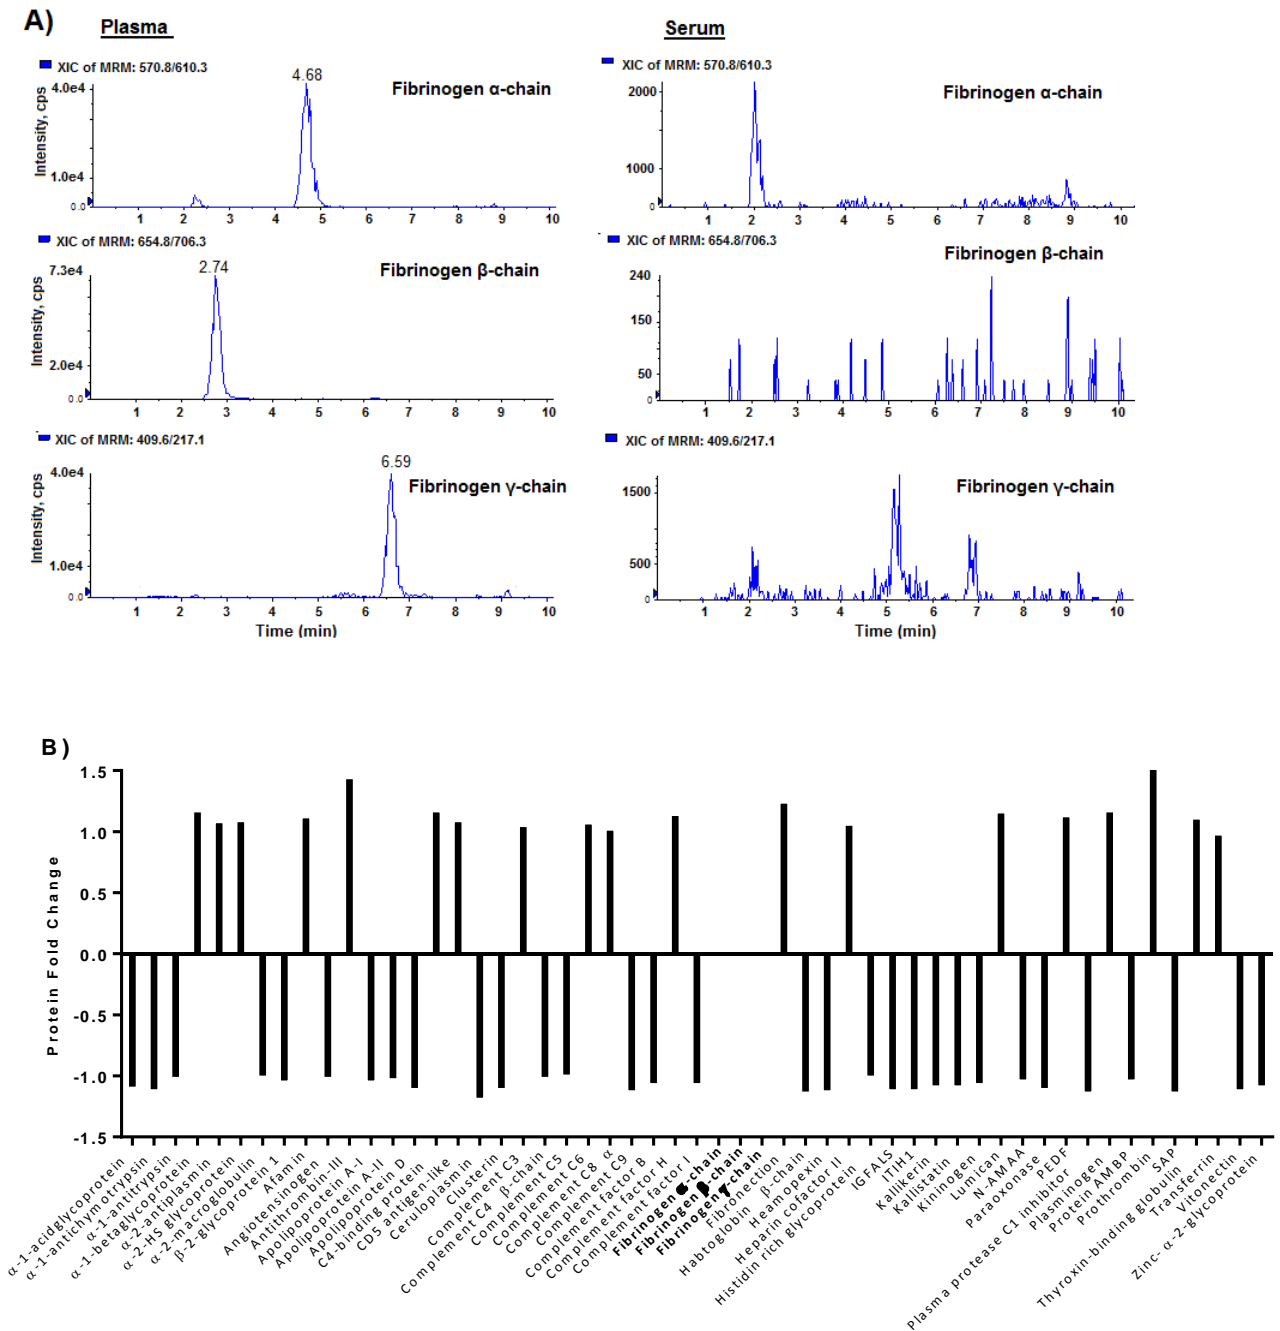 A)
Plasma
Serum
XIC of MRM: 570.8/610.3
4.68
Fibrinogen α-chain
4.0e4
1.0e4
0.0
Intensity, cps
1 2 3 4 5 6 7 8 9 10
XIC of MRM: 570.8/610.3
Fibrinogen α-chain
2000
1000
0
1 2 3 4 5 6 7 8 9 10
XIC of MRM: 654.8/706.3
2.74
Fibrinogen β-chain
7.3e4
2.0e4
0.0
Intensity, cps
1 2 3 4 5 6 7 8 9 10
XIC of MRM: 654.8/706.3
Fibrinogen β-chain
240
150
50
0
1 2 3 4 5 6 7 8 9 10
XIC of MRM: 409.6/217.1
6.59
Fibrinogen γ-chain
4.0e4
1.0e4
0.0
Intensity, cps
1 2 3 4 5 6 7 8 9 10
Time (min)
XIC of MRM: 409.6/217.1
Fibrinogen γ-chain
1500
500
0
1 2 3 4 5 6 7 8 9 10
Time (min)
B)
Protein Fold Change
1.5
1.0
0.5
0.0
-0.5
-1.0
-1.5
α-1-acidglycoprotein
α-1-antichymotrypsin
α-1-antitrypsin
α-1-betaglycoprotein
α-2-antiplasmin
α-2-HS glycoprotein
α-2-macroglobulin
β-2-glycoprotein 1
Afamin
Angiotensinogen
Antithrombin-III
Apolipoprotein A-I
Apolipoprotein A-II
Apolipoprotein D
C4-binding protein
CD5 antigen-like
Ceruloplasmin
Clusterin
Complement C3
Complement C4 β-chain
Complement C5
Complement C6
Complement C8 α
Complement C9
Complement factor B
Complement factor H
Complement factor I
Fibrinogen α-chain
Fibrinogen β-chain
Fibrinogen γ-chain
Fibronection
Habtoglobin β-chain
Hemopexin
Heparin cofactor II
Histidin rich glycoprotein
IGFALS
ITIH1
Kallikerin
Kallistatin
Kininogen
Lumican
N-AMAA
Paraoxonase
PEDF
Plasma protease C1 inhibitor
Plasminogen
Protein AMBP
Prothrombin
SAP
Thyroxin-binding globulin
Transferrin
Vitronectin
Zinc- α-2-glycoprotein